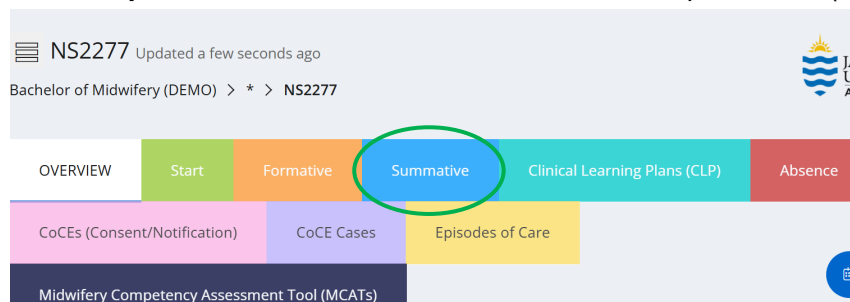 NS2277 Updated a few seconds ago
Bachelor of Midwifery (DEMO) > * > NS2277
OVERVIEW Start Formative Summative Clinical Learning Plans (CLP) Absence
CoCEs (Consent/Notification) CoCE Cases Episodes of Care
Midwifery Competency Assessment Tool (MCATs)